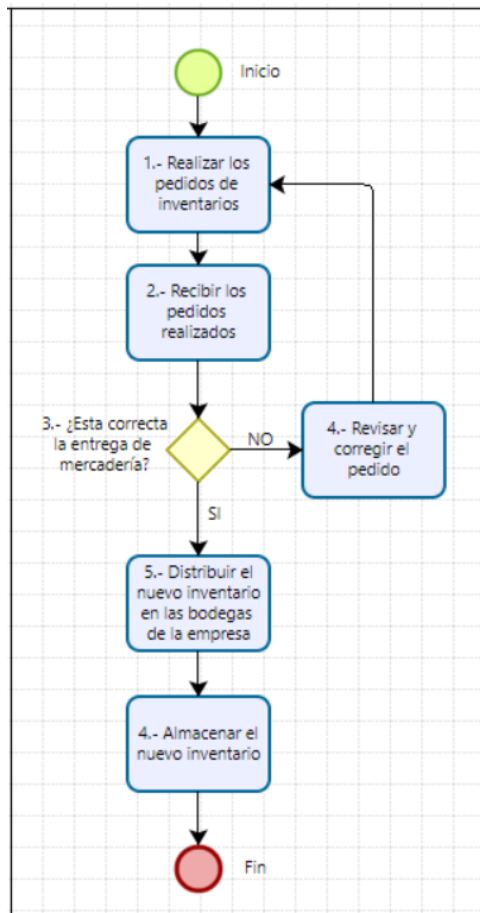 Inicio
1.- Realizar los
pedidos de
inventarios
2.- Recibir los
pedidos
realizados
3.- ¿Esta correcta
la entrega de
mercadería?
NO
4.- Revisar y
corregir el
pedido
SI
5.- Distribuir el
nuevo inventario
en las bodegas
de la empresa
4.- Almacenar el
nuevo inventario
Fin